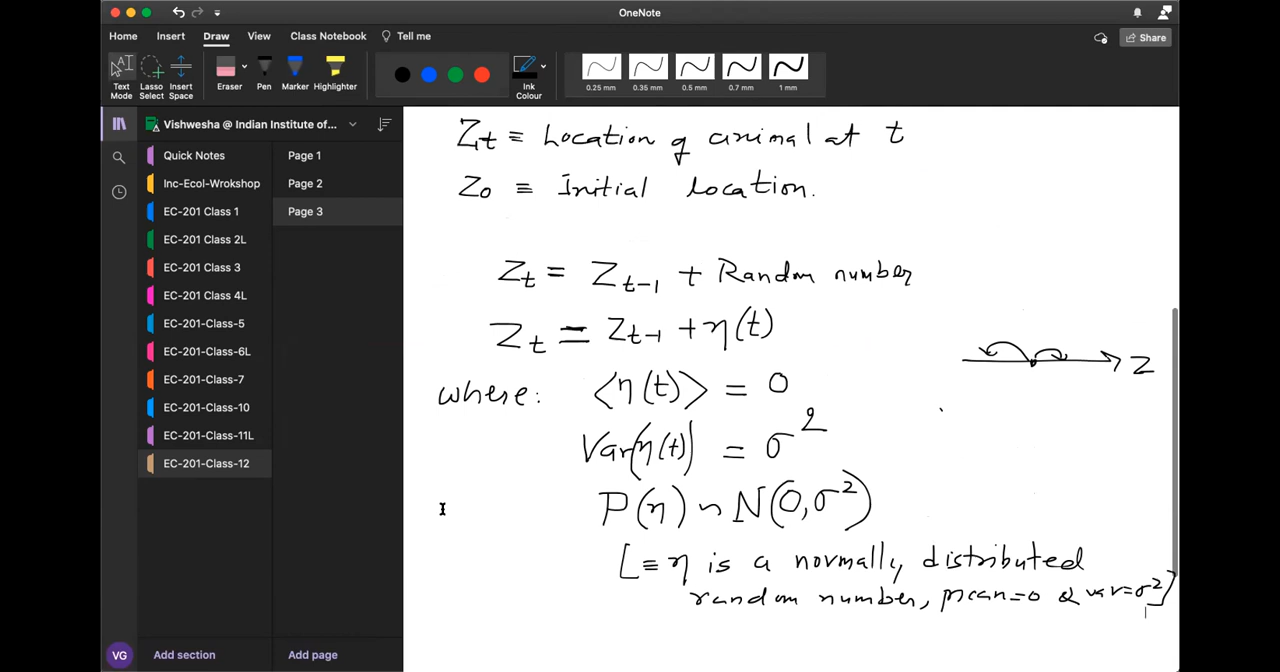 OneNote
Home Insert Draw View Class Notebook Tell me
Share
Text Mode
Lasso Select
Insert Space
Eraser
Pen
Marker
Highlighter
Ink Colour
0.25 mm
0.35 mm
0.5 mm
0.7 mm
1 mm
Vishwesha @ Indian Institute of...
Quick Notes
Inc-Ecol-Wrokshop
EC-201 Class 1
EC-201 Class 2L
EC-201 Class 3
EC-201 Class 4L
EC-201-Class-5
EC-201-Class-6L
EC-201-Class-7
EC-201-Class-10
EC-201-Class-11L
EC-201-Class-12
Page 1
Page 2
Page 3
VG
Add section
Add page
Z_t ≡ Location of animal at t
Z_0 ≡ Initial location.
Z_t = Z_{t-1} + Random number
Z_t = Z_{t-1} + η(t)
Z
where: ⟨η(t)⟩ = 0
Var(η(t)) = σ²
P(η) ~ N(0,σ²)
[≡ η is a normally distributed
random number, mean=0 & var=σ²]